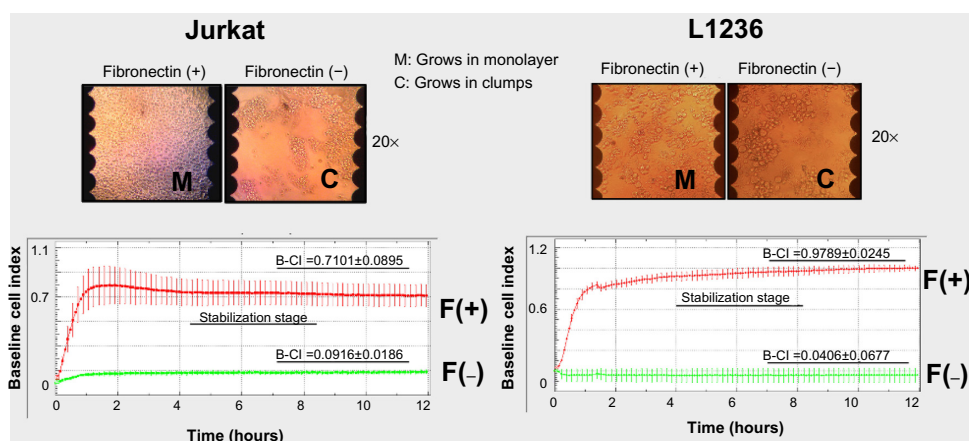 Jurkat
Fibronectin (+)
Fibronectin (−)
M
C
20×
M: Grows in monolayer
C: Grows in clumps
L1236
Fibronectin (+)
Fibronectin (−)
M
C
20×
Baseline cell index
1.1
0.7
0
B-CI =0.7101±0.0895
Stabilization stage
B-CI =0.0916±0.0186
F(+)
F(−)
0 2 4 6 8 10 12
Time (hours)
Baseline cell index
1.2
0.6
0
B-CI =0.9789±0.0245
Stabilization stage
B-CI=0.0406±0.0677
F(+)
F(−)
0 2 4 6 8 10 12
Time (hours)